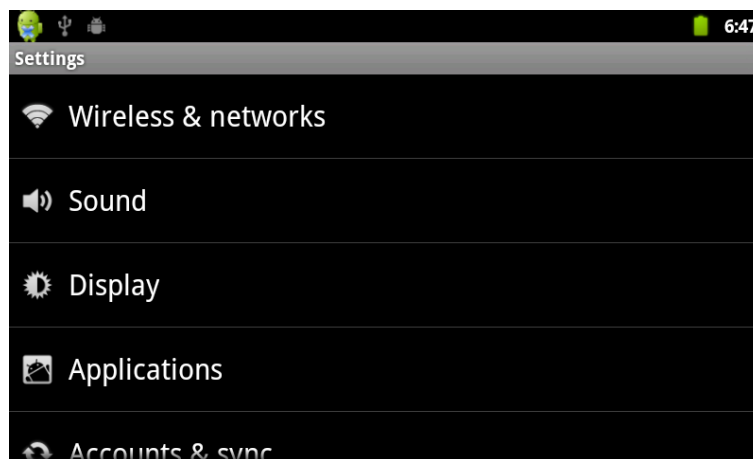 6:47
Settings
Wireless & networks
Sound
Display
Applications
Accounts & sync